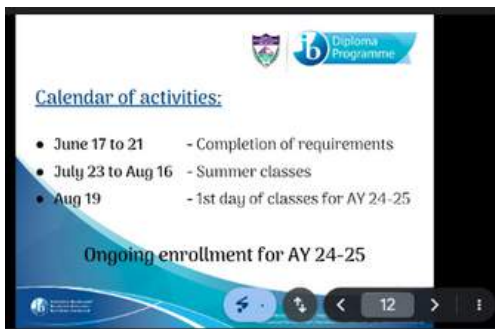 ib Diploma
Programme
Calendar of activities:
● June 17 to 21 - Completion of requirements
● July 23 to Aug 16 - Summer classes
● Aug 19 - 1st day of classes for AY 24-25
Ongoing enrollment for AY 24-25
12